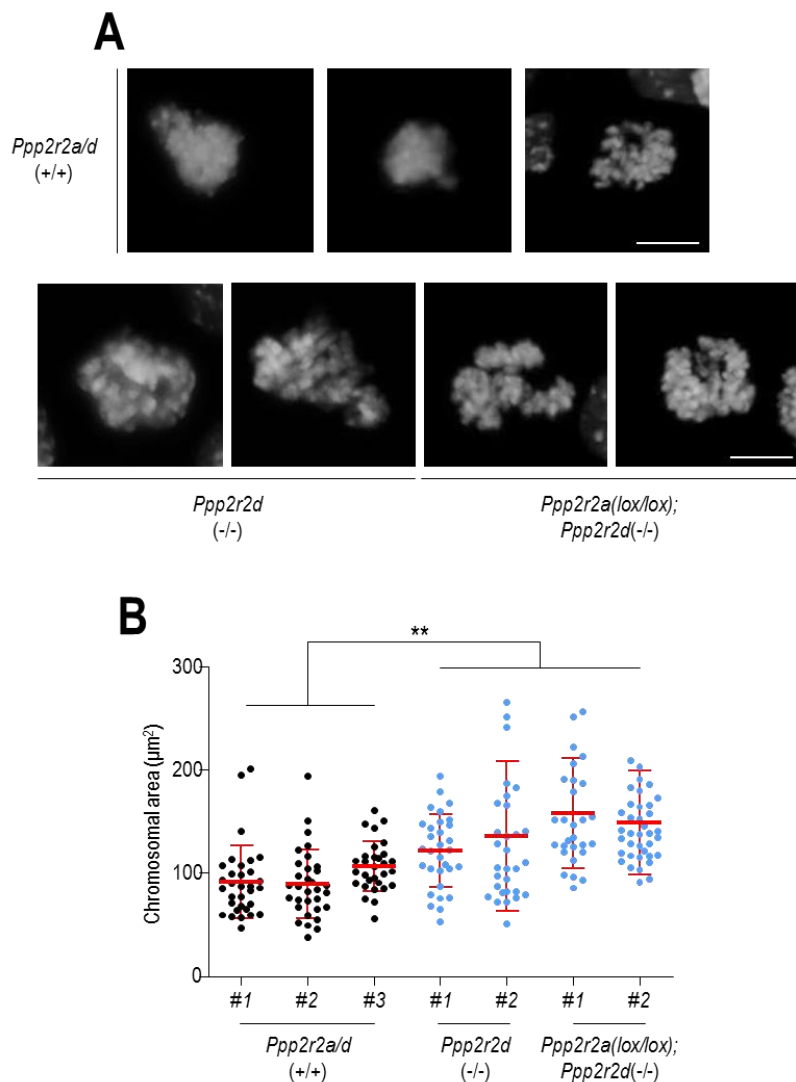 A
Ppp2r2a/d
(+/+)
Ppp2r2d
(-/-)
Ppp2r2a(lox/lox);
Ppp2r2d(-/-)
B
**
Chromosomal area (µm²)
300
200
100
0
#1 #2 #3 #1 #2 #1 #2
Ppp2r2a/d
(+/+)
Ppp2r2d
(-/-)
Ppp2r2a(lox/lox);
Ppp2r2d(-/-)